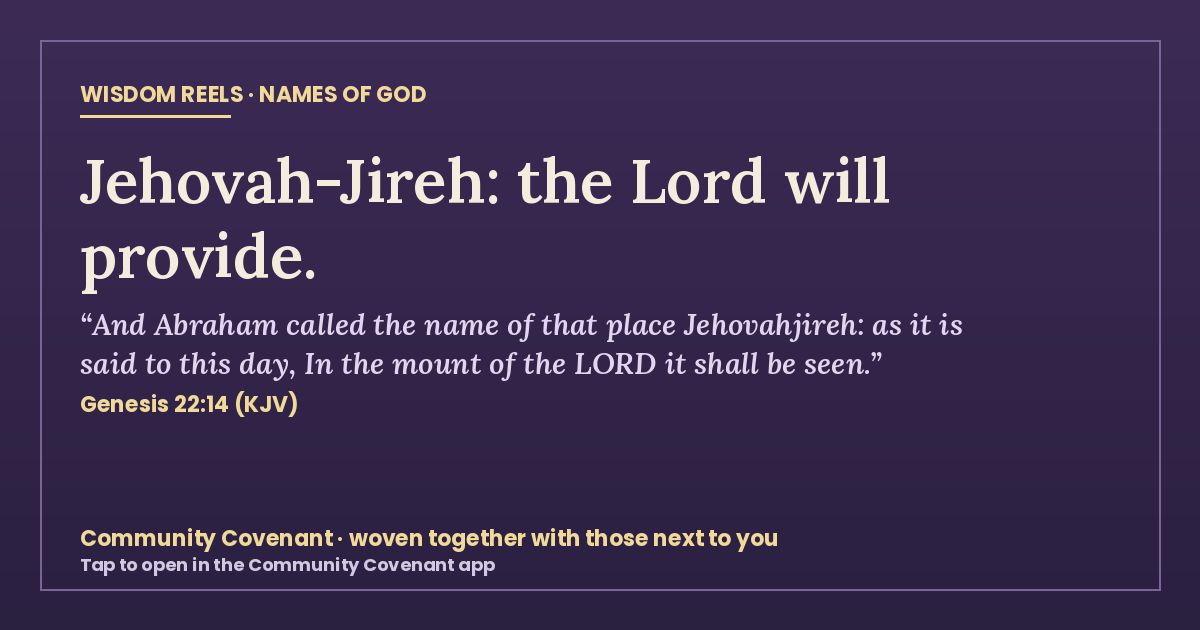 WISDOM REELS · NAMES OF GOD
Jehovah-Jireh: the Lord will
provide.
“And Abraham called the name of that place Jehovahjireh: as it is
said to this day, In the mount of the LORD it shall be seen.”
Genesis 22:14 (KJV)
Community Covenant · woven together with those next to you
Tap to open in the Community Covenant app